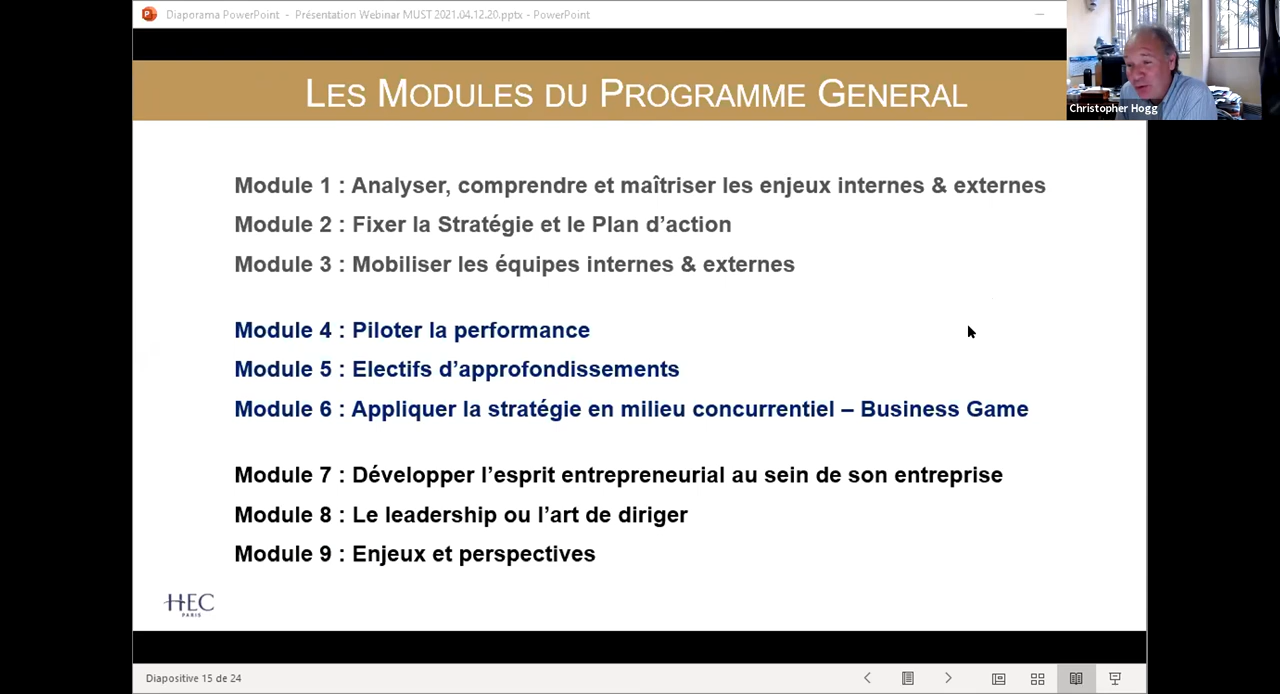 Diaporama PowerPoint - Présentation Webinar MUST 2021.04.12.20.pptx - PowerPoint
Christopher Hogg
LES MODULES DU PROGRAMME GENERAL
Module 1 : Analyser, comprendre et maîtriser les enjeux internes & externes
Module 2 : Fixer la Stratégie et le Plan d’action
Module 3 : Mobiliser les équipes internes & externes
Module 4 : Piloter la performance
Module 5 : Electifs d’approfondissements
Module 6 : Appliquer la stratégie en milieu concurrentiel – Business Game
Module 7 : Développer l’esprit entrepreneurial au sein de son entreprise
Module 8 : Le leadership ou l’art de diriger
Module 9 : Enjeux et perspectives
HEC
PARIS
Diapositive 15 de 24